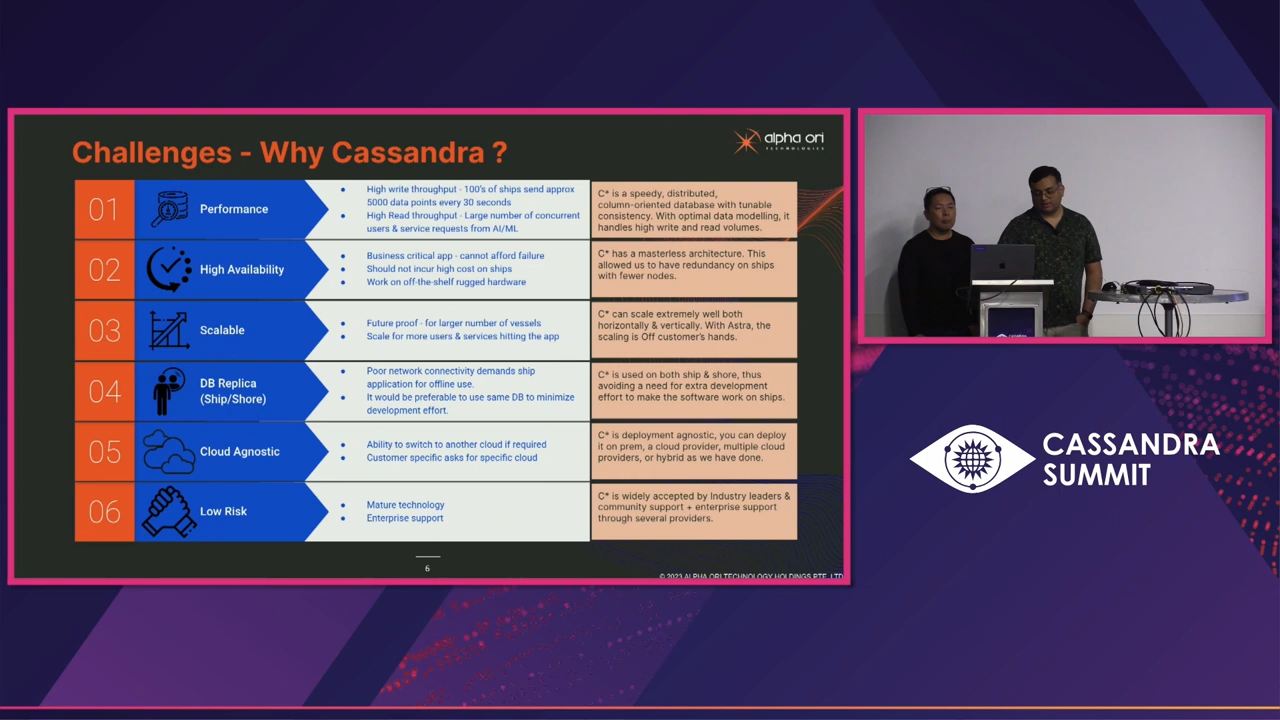 Challenges - Why Cassandra ?
alpha ori
TECHNOLOGIES
01
Performance
● High write throughput - 100's of ships send approx
5000 data points every 30 seconds
● High Read throughput - Large number of concurrent
users & service requests from AI/ML
C* is a speedy, distributed,
column-oriented database with tunable
consistency. With optimal data modelling, it
handles high write and read volumes.
02
High Availability
● Business critical app - cannot afford failure
● Should not incur high cost on ships
● Work on off-the-shelf rugged hardware
C* has a masterless architecture. This
allowed us to have redundancy on ships
with fewer nodes.
03
Scalable
● Future proof - for larger number of vessels
● Scale for more users & services hitting the app
C* can scale extremely well both
horizontally & vertically. With Astra, the
scaling is Off customer's hands.
04
DB Replica
(Ship/Shore)
● Poor network connectivity demands ship
application for offline use.
● It would be preferable to use same DB to minimize
development effort.
C* is used on both ship & shore, thus
avoiding a need for extra development
effort to make the software work on ships.
05
Cloud Agnostic
● Ability to switch to another cloud if required
● Customer specific asks for specific cloud
C* is deployment agnostic, you can deploy
it on prem, a cloud provider, multiple cloud
providers, or hybrid as we have done.
06
Low Risk
● Mature technology
● Enterprise support
C* is widely accepted by Industry leaders &
community support + enterprise support
through several providers.
6
© 2023 ALPHA ORI TECHNOLOGY HOLDINGS PTE. LTD
CASSANDRA
SUMMIT